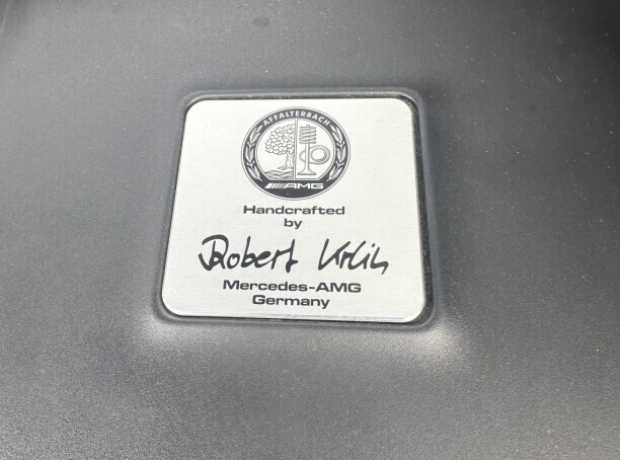 AFFALTERBACH
AMG
Handcrafted
by
Robert
Mercedes-AMG
Germany